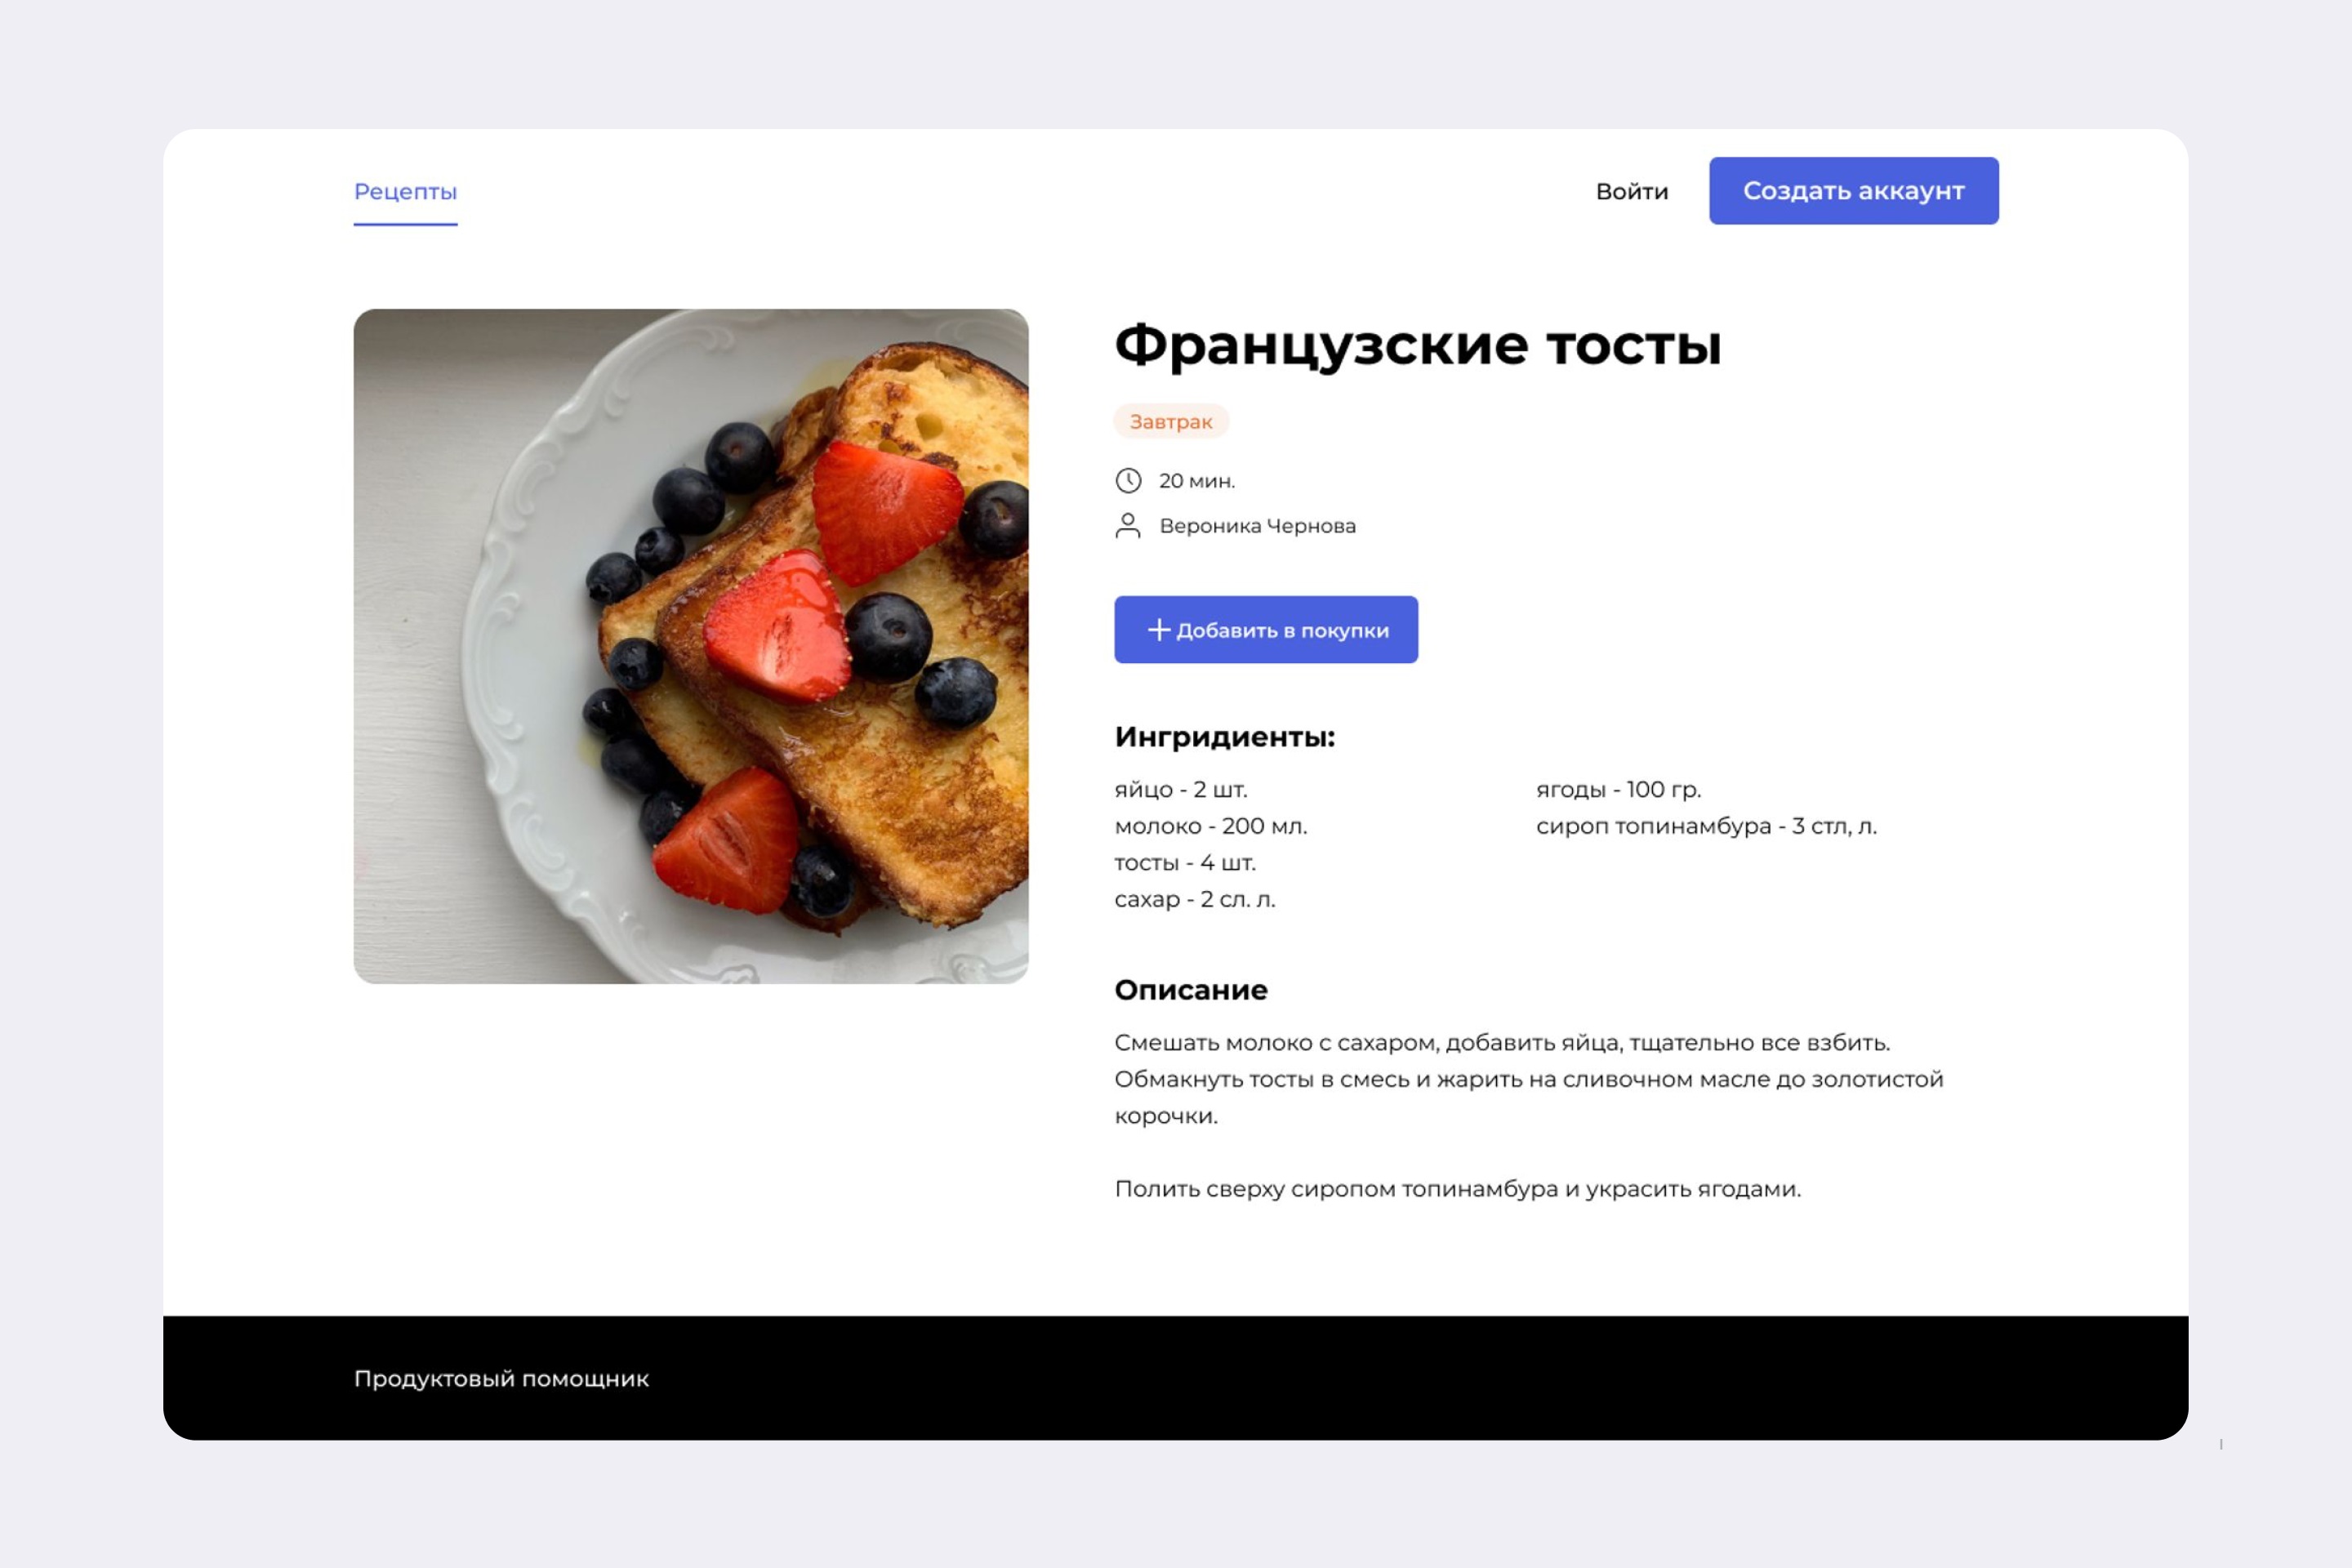 Рецепты
Войти
Создать аккаунт
Французские тосты
Завтрак
20 мин.
Вероника Чернова
Добавить в покупки
Ингридиенты:
яйцо - 2 шт.
молоко - 200 мл.
тосты - 4 шт.
сахар - 2 сл. л.
ягоды - 100 гр.
сироп топинамбура - 3 стл, л.
Описание
Смешать молоко с сахаром, добавить яйца, тщательно все взбить.
Обмакнуть тосты в смесь и жарить на сливочном масле до золотистой
корочки.
Полить сверху сиропом топинамбура и украсить ягодами.
Продуктовый помощник